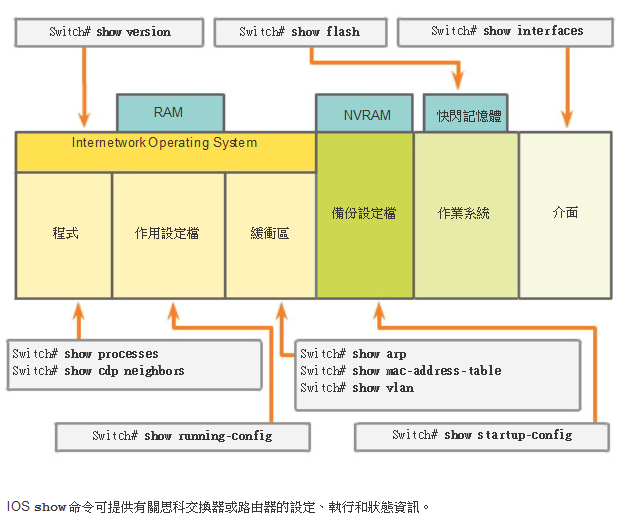 Switch# show version
Switch# show flash
Switch# show interfaces
RAM
NVRAM
快閃記憶體
Internetwork Operating System
程式
作用設定檔
緩衝區
備份設定檔
作業系統
介面
Switch# show processes
Switch# show cdp neighbors
Switch# show arp
Switch# show mac-address-table
Switch# show vlan
Switch# show running-config
Switch# show startup-config
IOS show 命令可提供有關思科交換器或路由器的設定、執行和狀態資訊。